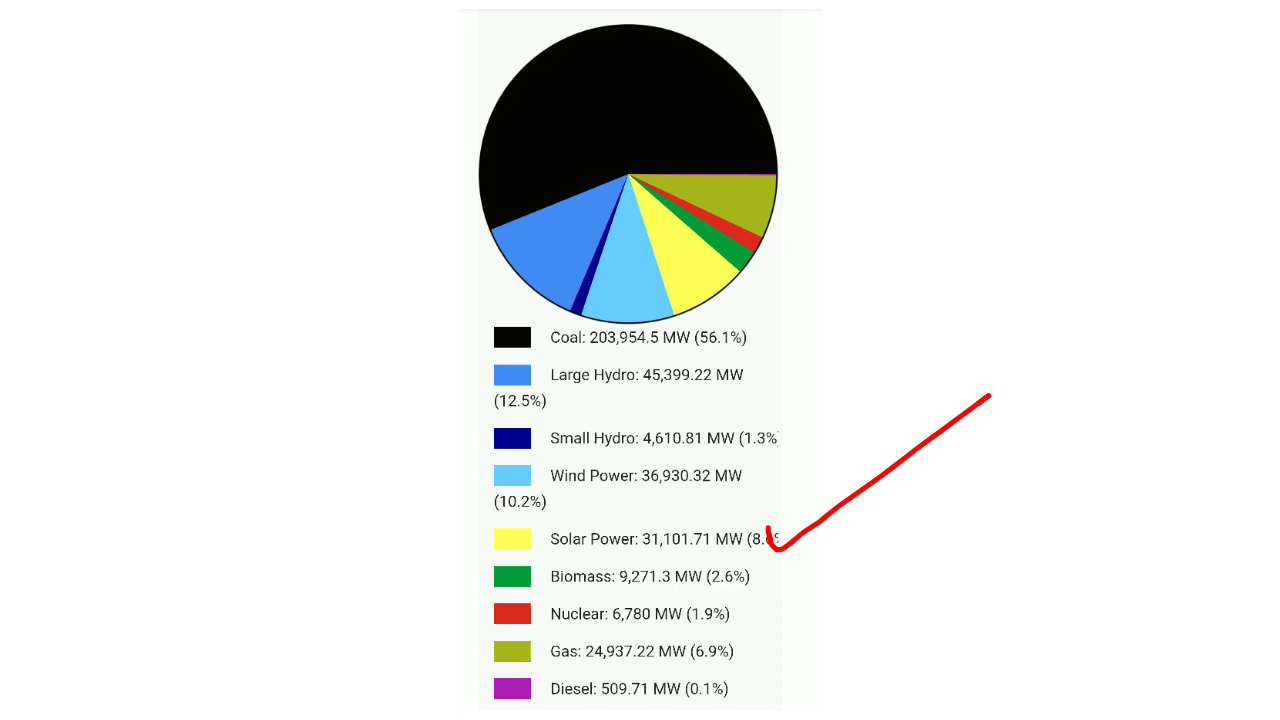 Coal: 203,954.5 MW (56.1%)
Large Hydro: 45,399.22 MW
(12.5%)
Small Hydro: 4,610.81 MW (1.3%)
Wind Power: 36,930.32 MW
(10.2%)
Solar Power: 31,101.71 MW
Biomass: 9,271.3 MW (2.6%)
Nuclear: 6,780 MW (1.9%)
Gas: 24,937.22 MW (6.9%)
Diesel: 509.71 MW (0.1%)